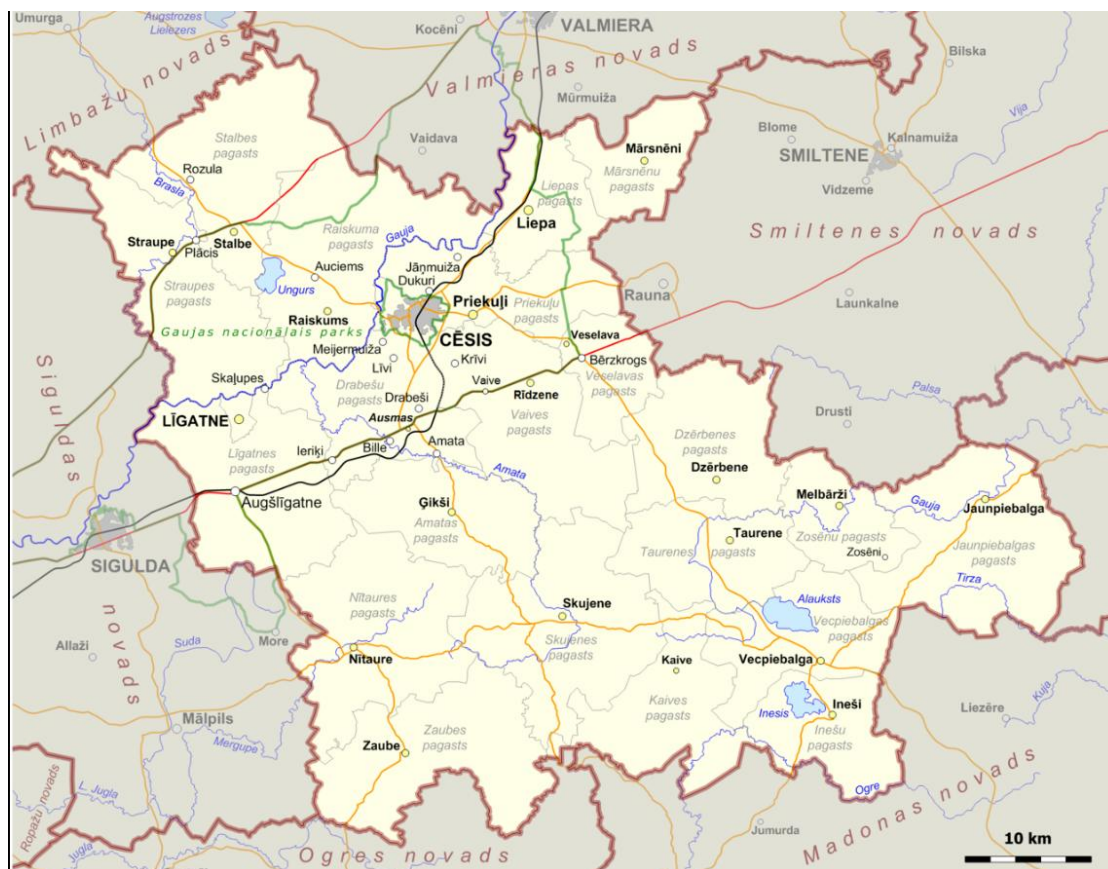 Umurga
Augstrozes
Lielezers
Kocēni
VALMIERA
Bilska
Limbažu novads
Valmieras novads
Mūrmuiža
Vija
Stalbes
pagasts
Vaidava
Mārsnēni
Mārsnēnu pagasts
Blome
Kalnamuiža
SMILTENE
Rozula
Brasla
Liepas
pagasts
Vidzeme
Liepa
Raiskuma
pagasts
Gauja
Straupe
Plācis
Stalbe
Smiltenes novads
Jāņmuiža
Dukuri
Auciems
Ungurs
Straupes
pagasts
Rauna
Launkalne
Priekuļi
Priekuļu
pagasts
Raiskums
Gaujas nacionālais parks
CĒSIS
Veselava
Meijermuiža
Līvi
Krīvi
Bērzkrogs
Veselavas
pagasts
Siguldas
novads
Skaļupes
Drabešu
pagasts
Vaive
Rīdzene
Palsa
Drabeši
Ausmas
Vaives
pagasts
Drusti
LĪGATNE
Līgatnes
pagasts
Ieriķi
Bille
Amata
Dzērbenes
pagasts
Amata
Dzērbene
Augšlīgatne
Melbārži
Gauja
Jaunpiebalga
Ģikši
Amatas
pagasts
Taurene
Taurenes pagasts
Zosēnu pagasts
Zosēni
Jaunpiebalgas
pagasts
SIGULDA
Tirza
Nītaures
pagasts
Skujene
Alauksts
Vecpiebalgas
pagasts
Allaži
Suda
More
Skujenes
pagasts
Nītaure
Kaive
Vecpiebalga
Kaives
pagasts
Inesis
Ineši
Inešu
pagasts
Kuja
Liezēre
Mālpils
Mergupe
Zaube
Zaubes
pagasts
Ropažu novads
L. Jugla
Ogre
Madonas novads
Jumurda
Jugla
Ogres novads
10 km